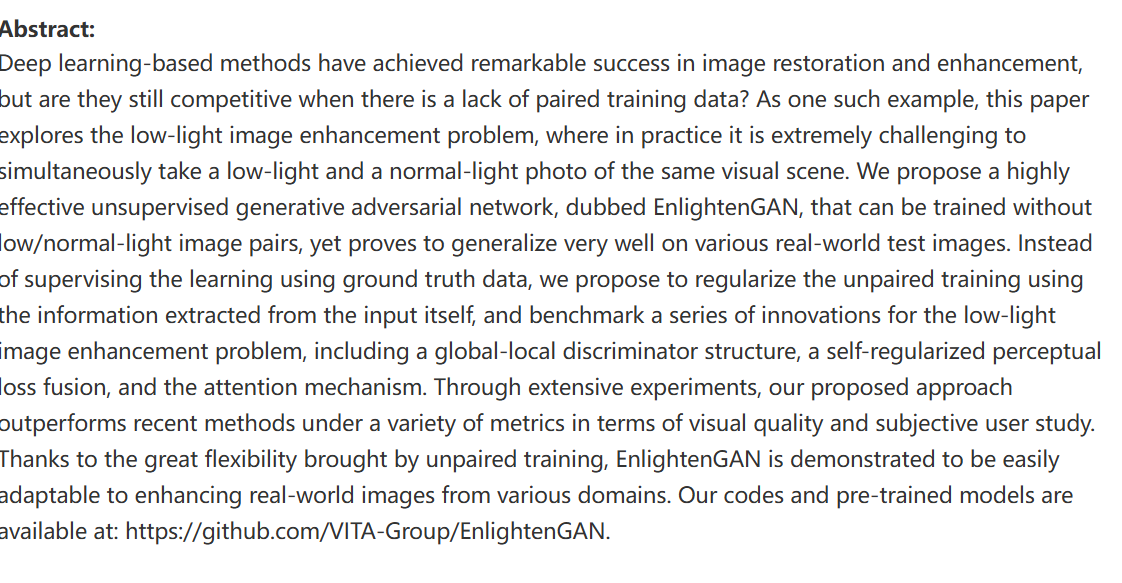 Abstract:
Deep learning-based methods have achieved remarkable success in image restoration and enhancement,
but are they still competitive when there is a lack of paired training data? As one such example, this paper
explores the low-light image enhancement problem, where in practice it is extremely challenging to
simultaneously take a low-light and a normal-light photo of the same visual scene. We propose a highly
effective unsupervised generative adversarial network, dubbed EnlightenGAN, that can be trained without
low/normal-light image pairs, yet proves to generalize very well on various real-world test images. Instead
of supervising the learning using ground truth data, we propose to regularize the unpaired training using
the information extracted from the input itself, and benchmark a series of innovations for the low-light
image enhancement problem, including a global-local discriminator structure, a self-regularized perceptual
loss fusion, and the attention mechanism. Through extensive experiments, our proposed approach
outperforms recent methods under a variety of metrics in terms of visual quality and subjective user study.
Thanks to the great flexibility brought by unpaired training, EnlightenGAN is demonstrated to be easily
adaptable to enhancing real-world images from various domains. Our codes and pre-trained models are
available at: https://github.com/VITA-Group/EnlightenGAN.